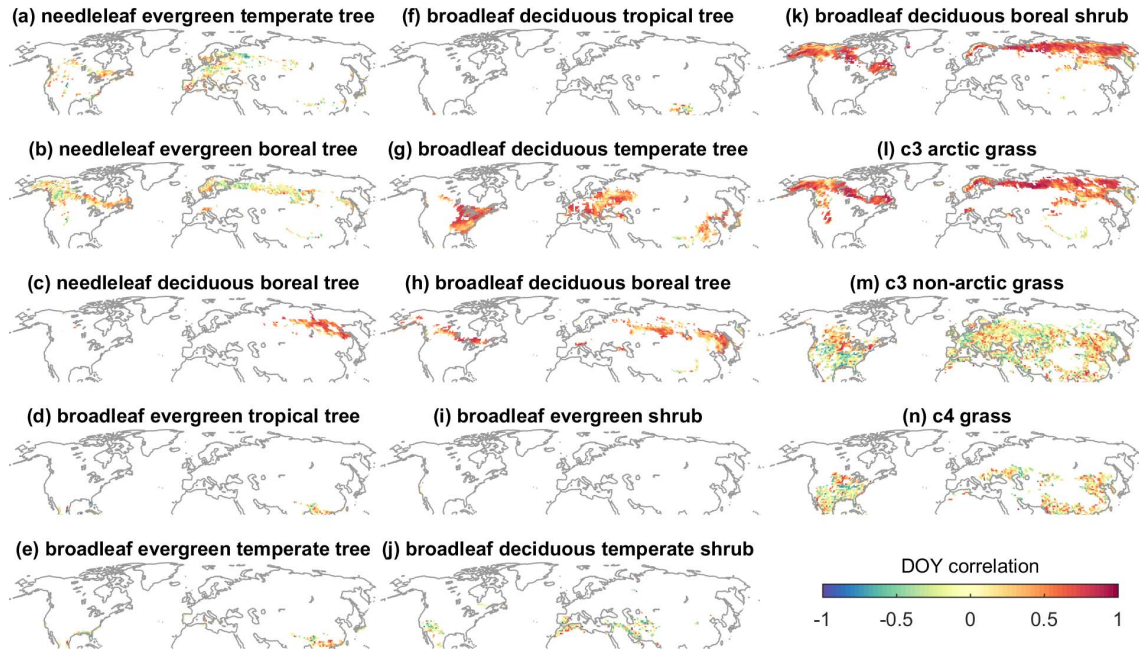 (a) needleleaf evergreen temperate tree
(f) broadleaf deciduous tropical tree
(k) broadleaf deciduous boreal shrub
(b) needleleaf evergreen boreal tree
(g) broadleaf deciduous temperate tree
(l) c3 arctic grass
(c) needleleaf deciduous boreal tree
(h) broadleaf deciduous boreal tree
(m) c3 non-arctic grass
(d) broadleaf evergreen tropical tree
(i) broadleaf evergreen shrub
(n) c4 grass
(e) broadleaf evergreen temperate tree
(j) broadleaf deciduous temperate shrub
DOY correlation
-1 -0.5 0 0.5 1